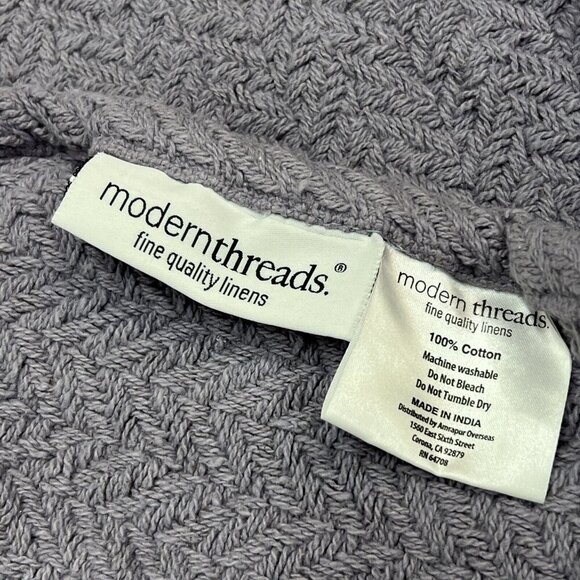 modernthreads.®
fine quality linens
modern threads.
fine quality linens
100% Cotton
Machine washable
Do Not Bleach
Do Not Tumble Dry
MADE IN INDIA
Distributed by Amrapur Overseas
1560 East Sixth Street
Corona, CA 92879
RN 64708